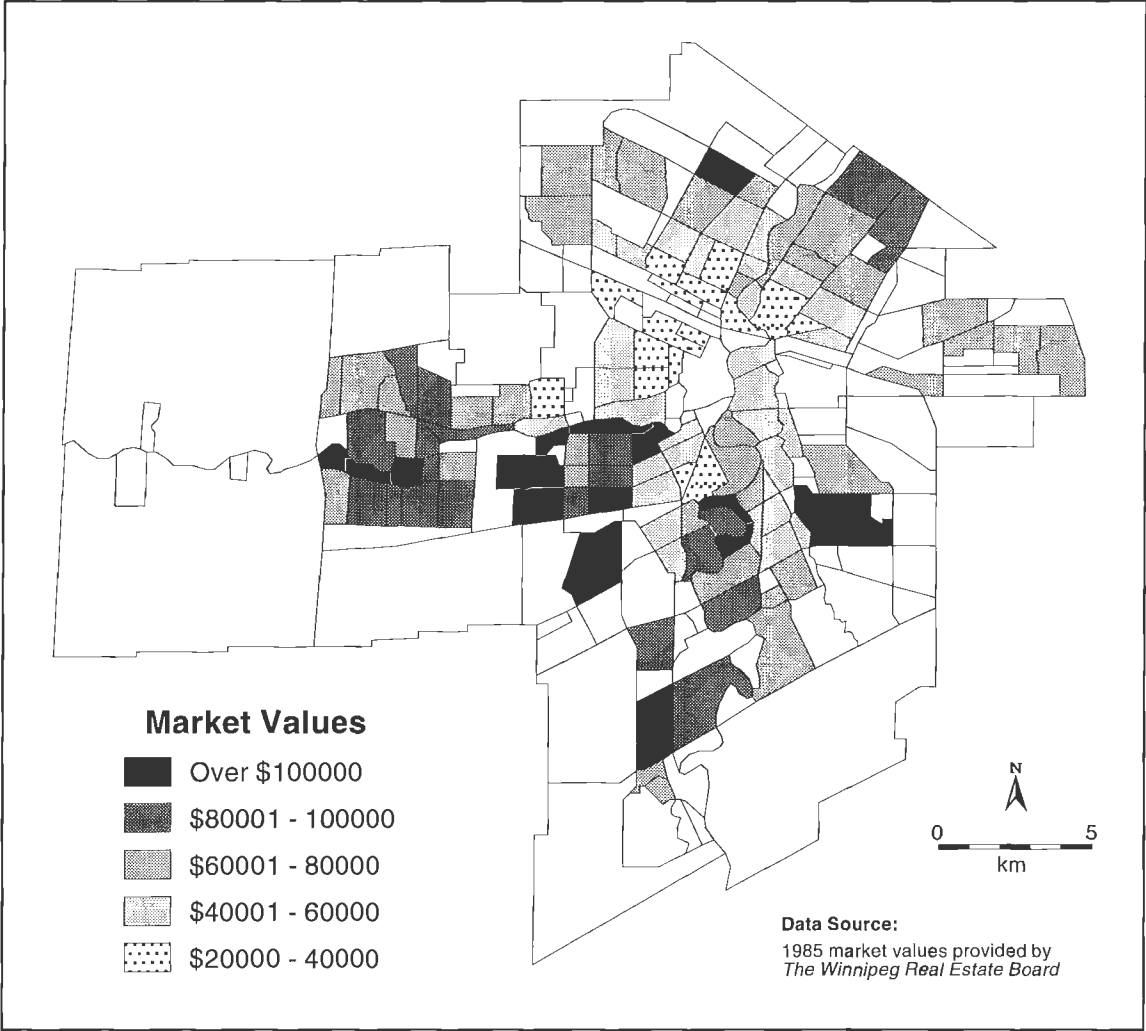 Market Values
Over $100000
$80001 - 100000
$60001 - 80000
$40001 - 60000
$20000 - 40000
N
0 5
km
Data Source:
1985 market values provided by
The Winnipeg Real Estate Board